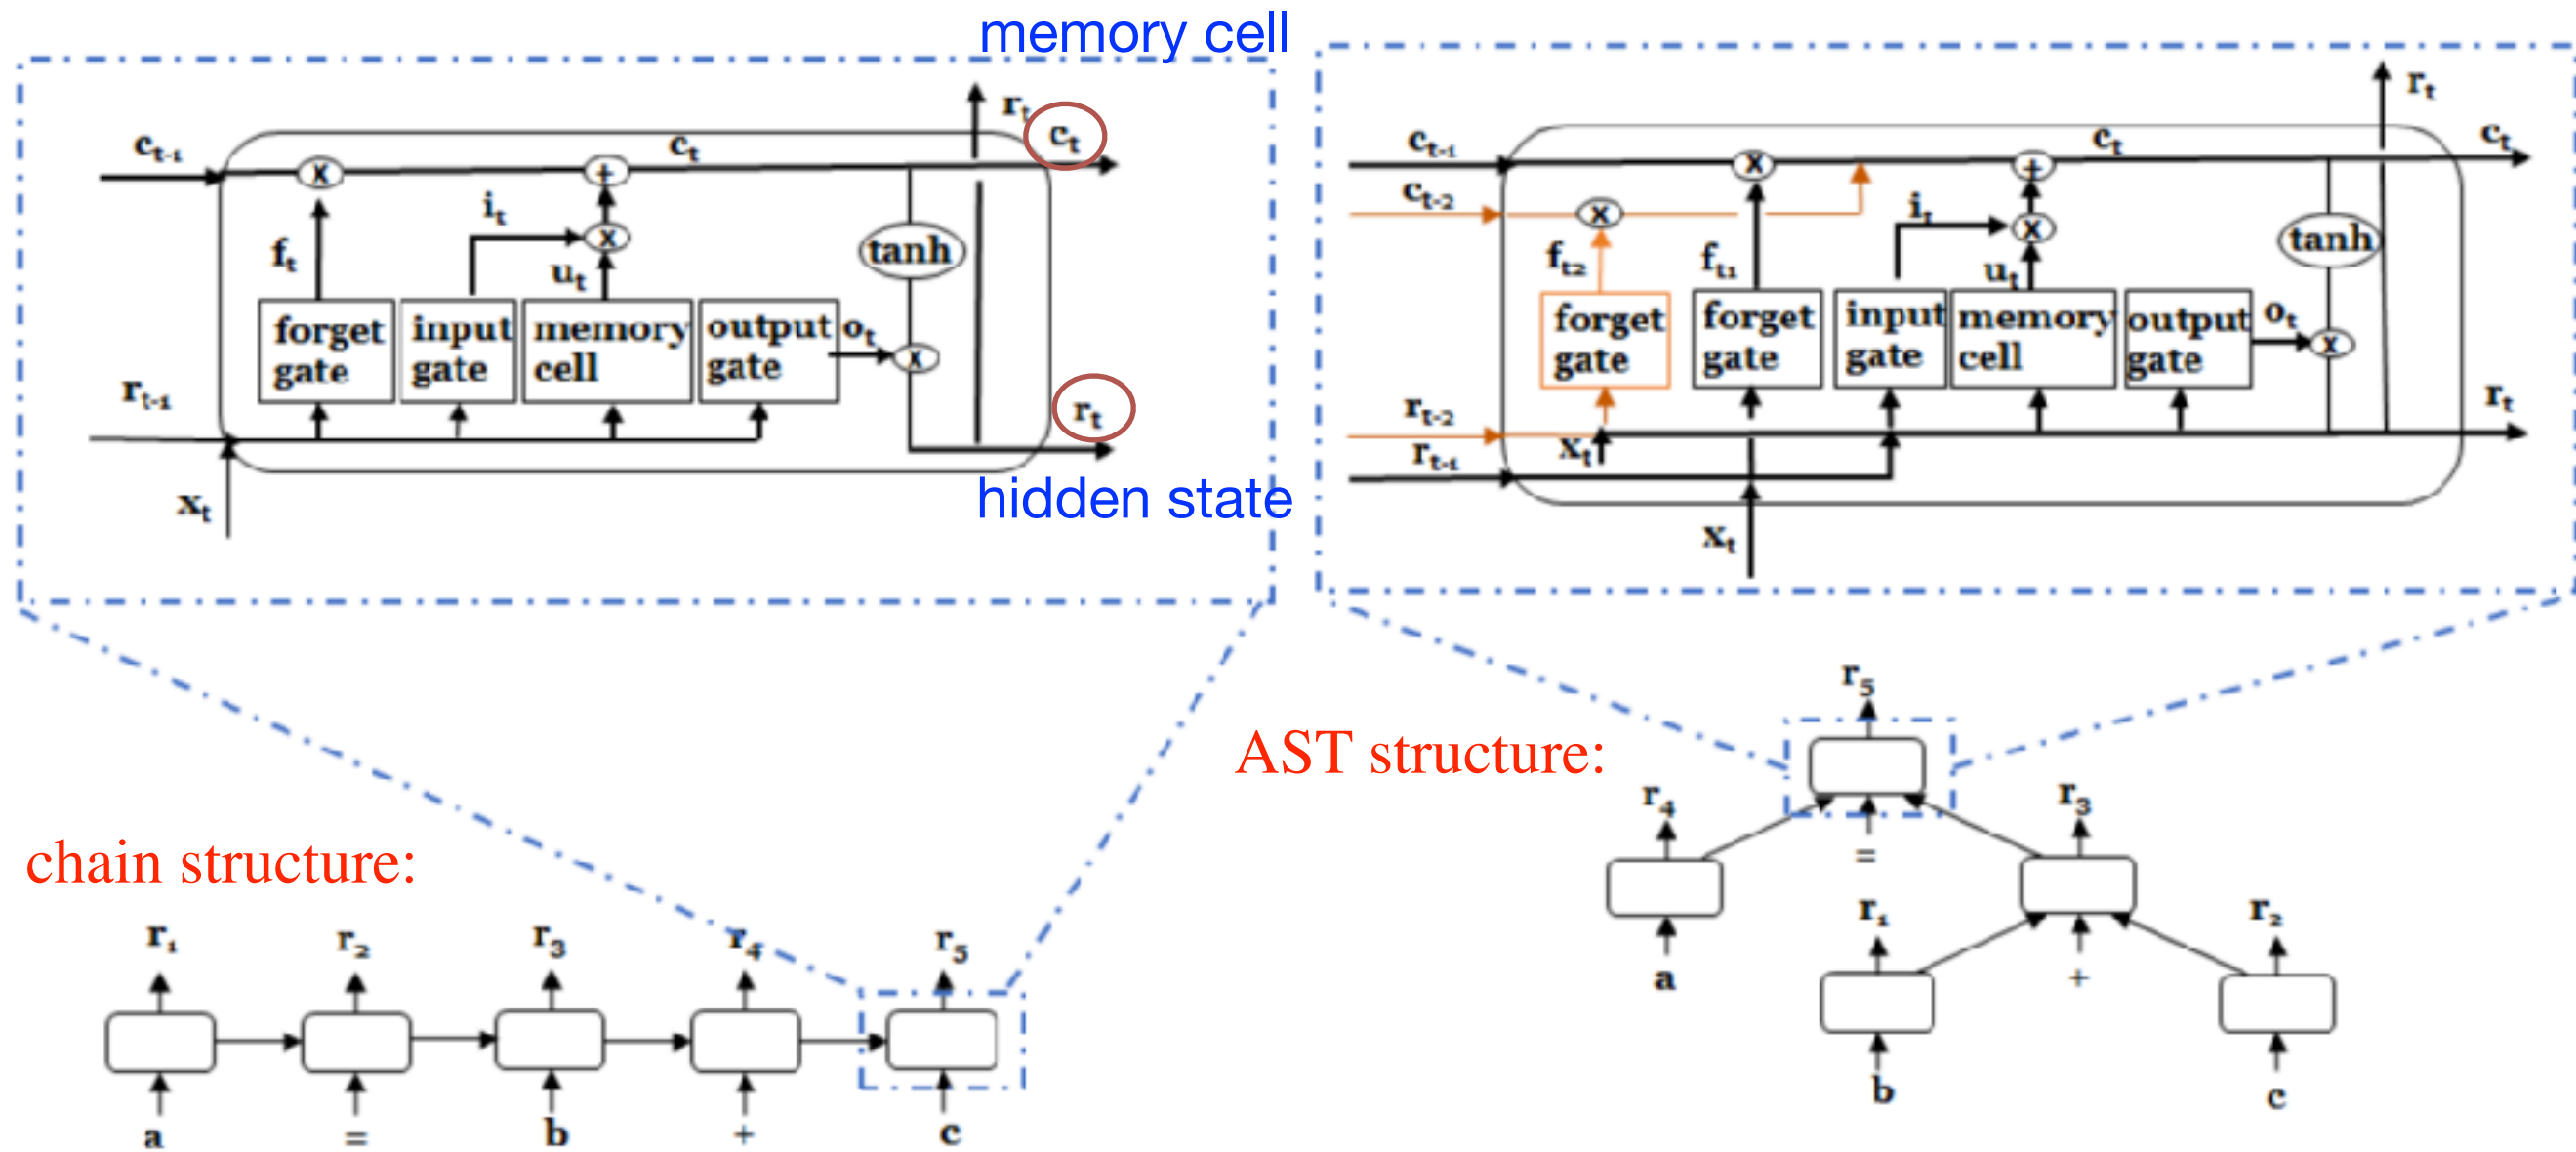 memory cell
r_t
c_t
c_{t-1}
c_t
i_t
f_t
u_t
tanh
forget gate
input gate
memory cell
output gate
o_t
r_{t-1}
r_t
x_t
hidden state
r_t
c_{t-1}
c_t
c_t
c_{t-2}
i_t
f_{t2}
f_{t1}
u_t
tanh
forget gate
forget gate
input gate
memory cell
output gate
o_t
r_{t-2}
r_t
x_t
r_{t-1}
x_t
chain structure:
r_1
r_2
r_3
r_4
r_5
a
=
b
+
c
AST structure:
r_5
r_4
r_3
=
r_1
r_2
a
+
b
c